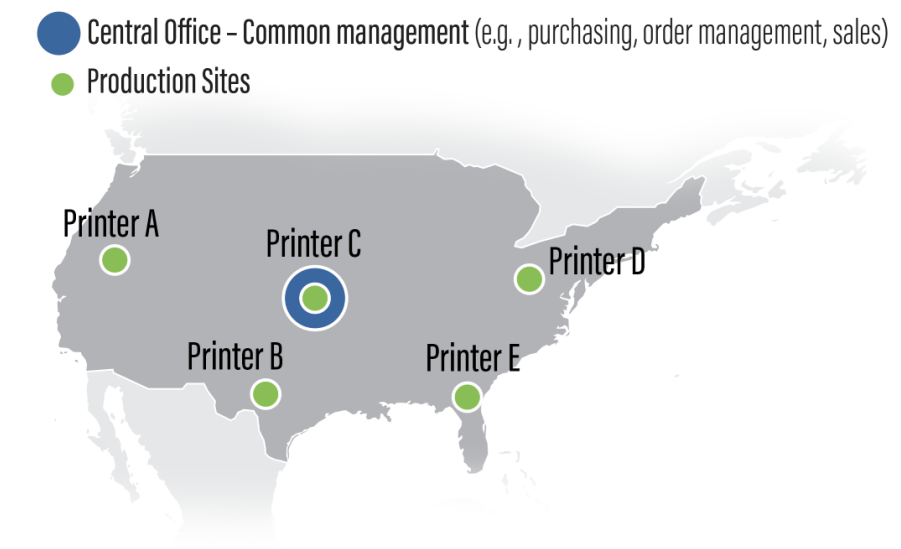 Central Office – Common management (e.g., purchasing, order management, sales)
Production Sites
Printer A
Printer C
Printer D
Printer B
Printer E